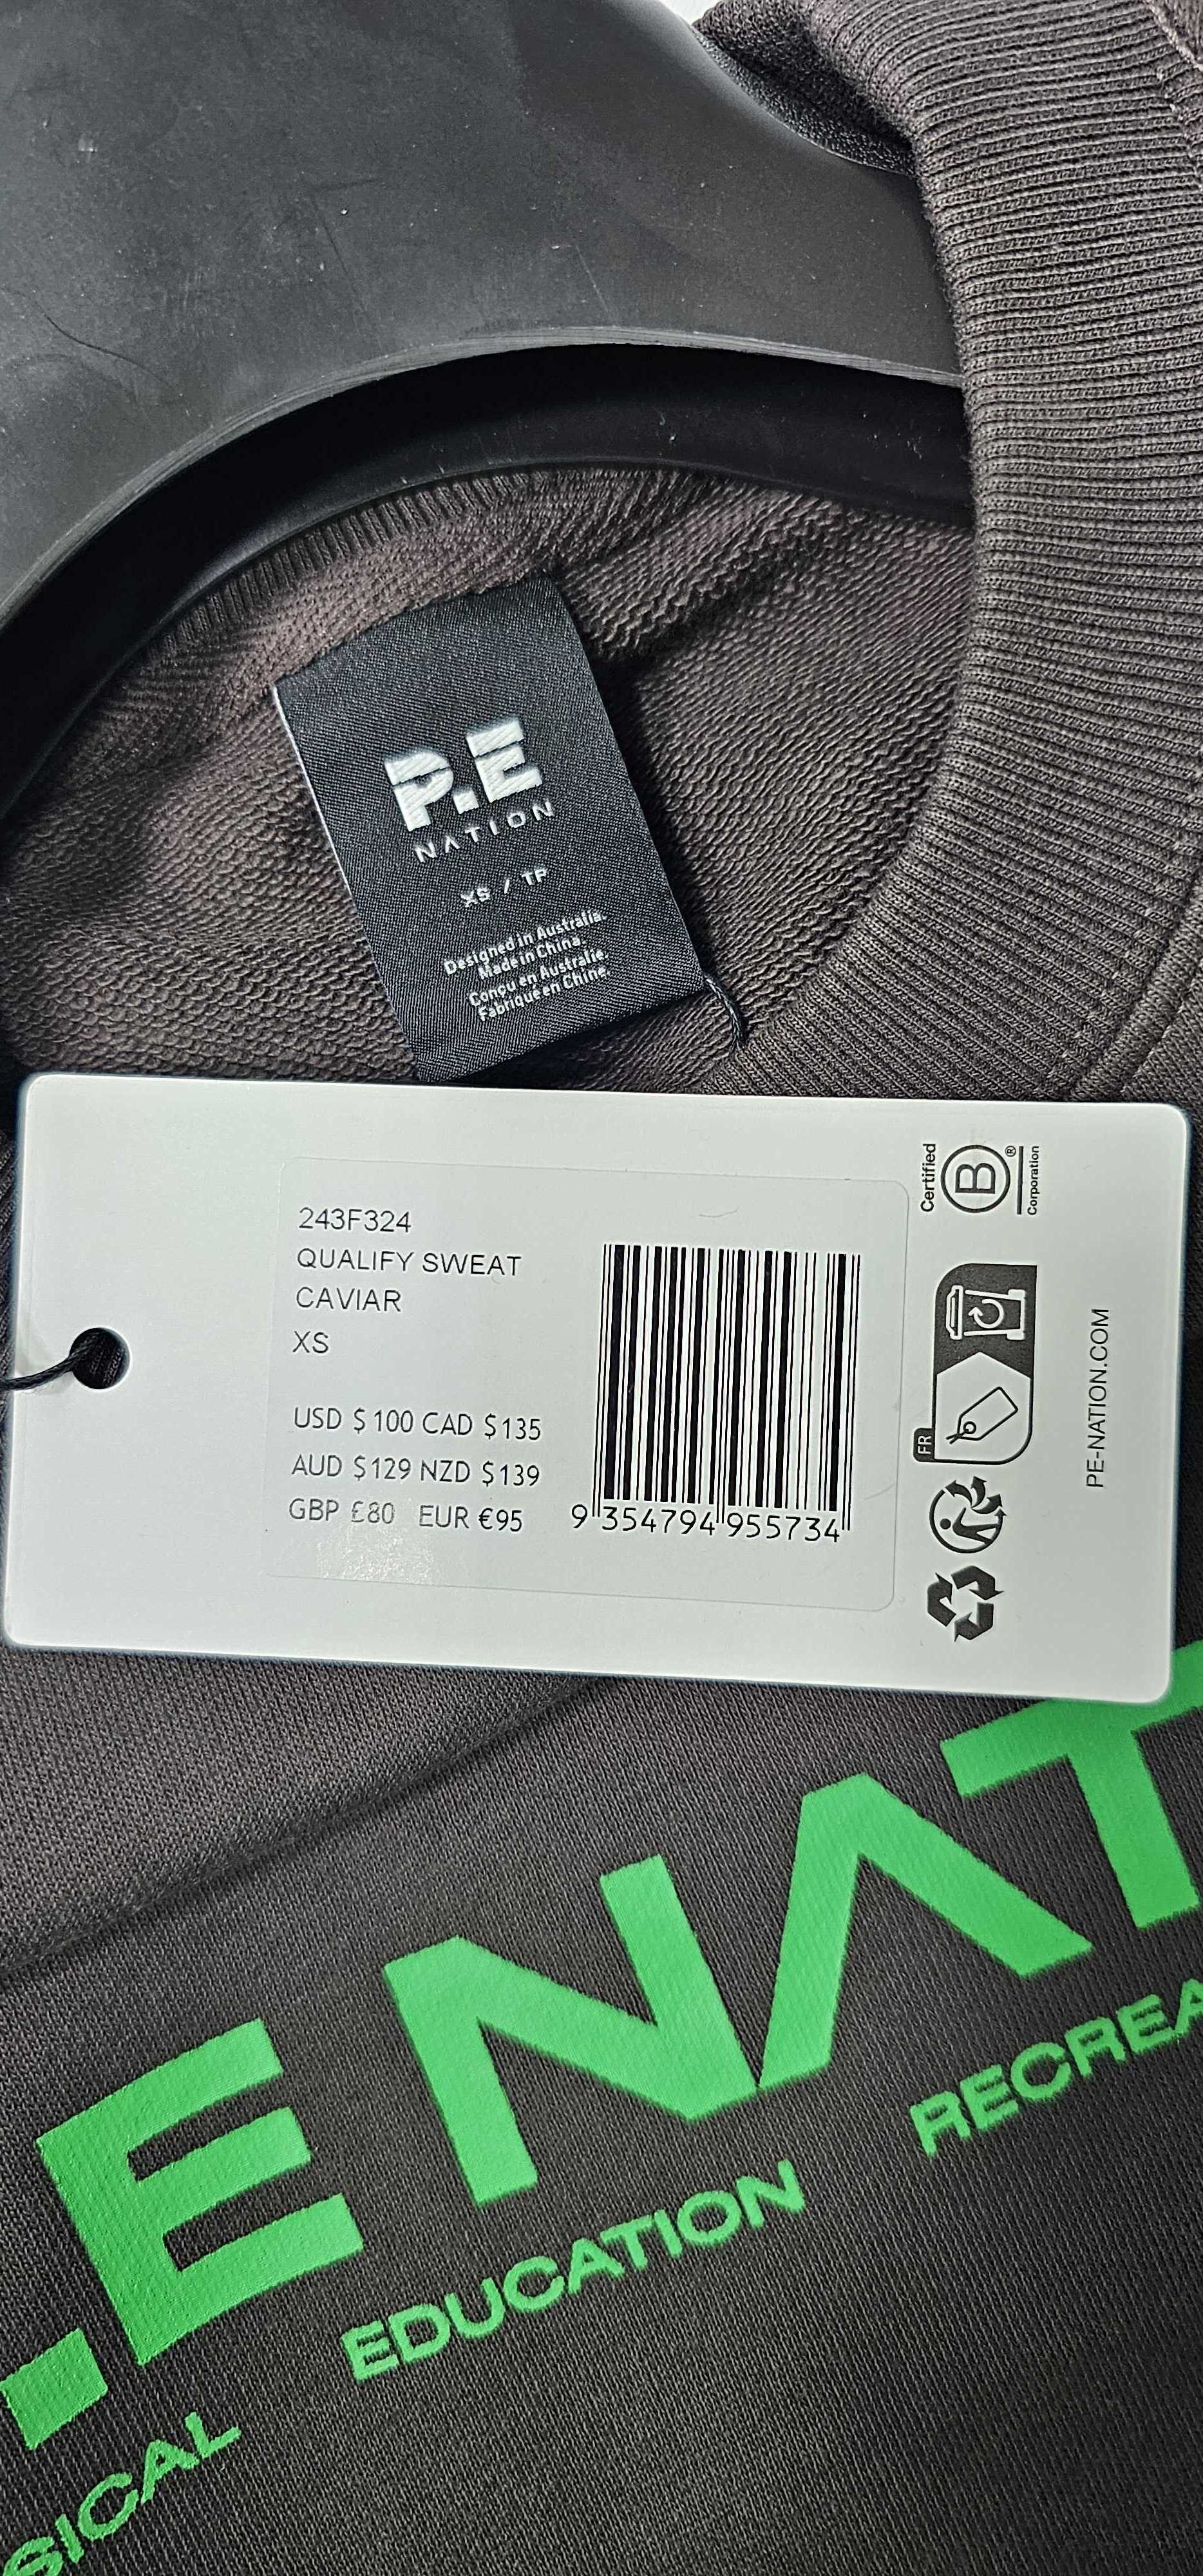 P.E
NATION
XS / TP
Designed in Australia.
Made in China.
Conçu en Australie.
Fabriqué en Chine.
243F324
QUALIFY SWEAT
CAVIAR
XS
USD $100 CAD $135
AUD $129 NZD $139
GBP £80 EUR €95
9 354794 955734
Certified
B
®
Corporation
FR
PE-NATION.COM
.E NAT
SICAL EDUCATION RECREA